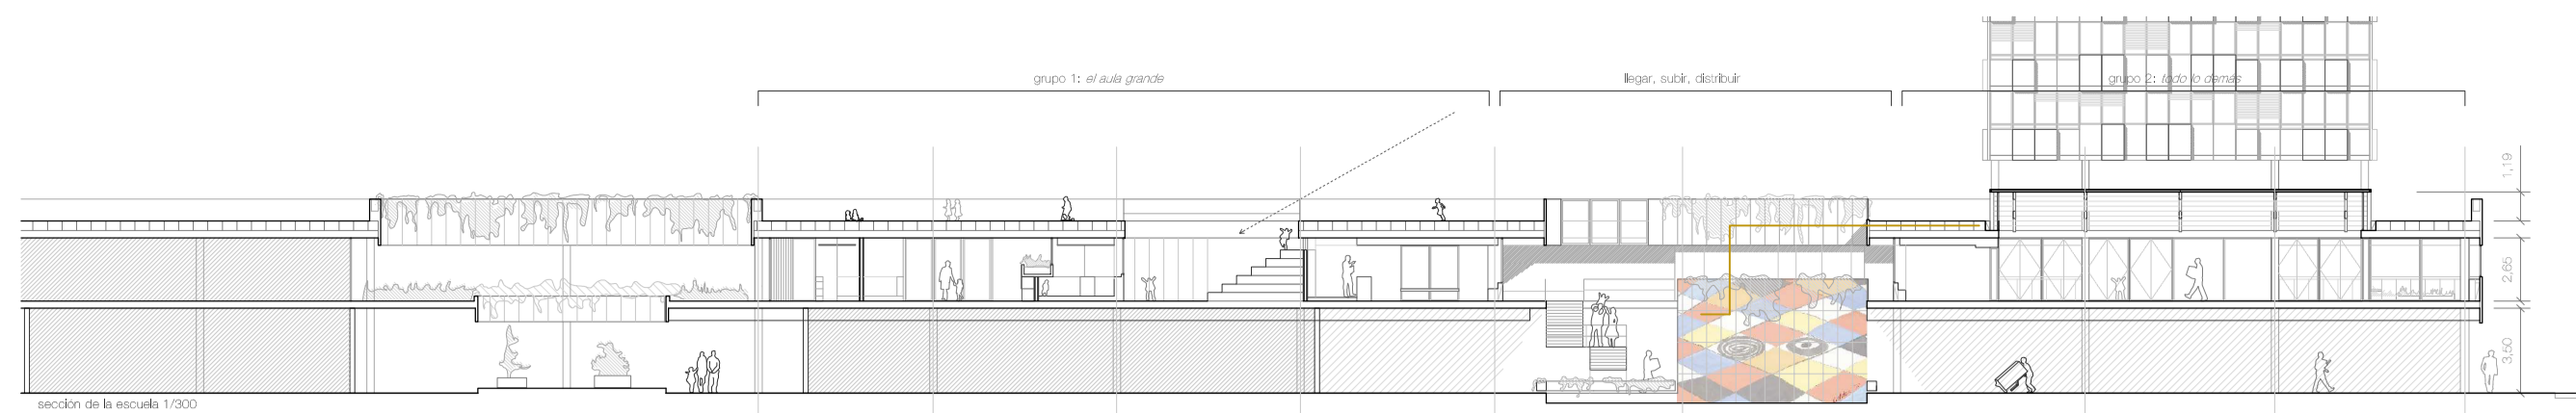 grupo 1: el aula grande
llegar, subir, distribuir
grupo 2: todo lo demás
1,19
2,65
3,50
sección de la escuela 1/300